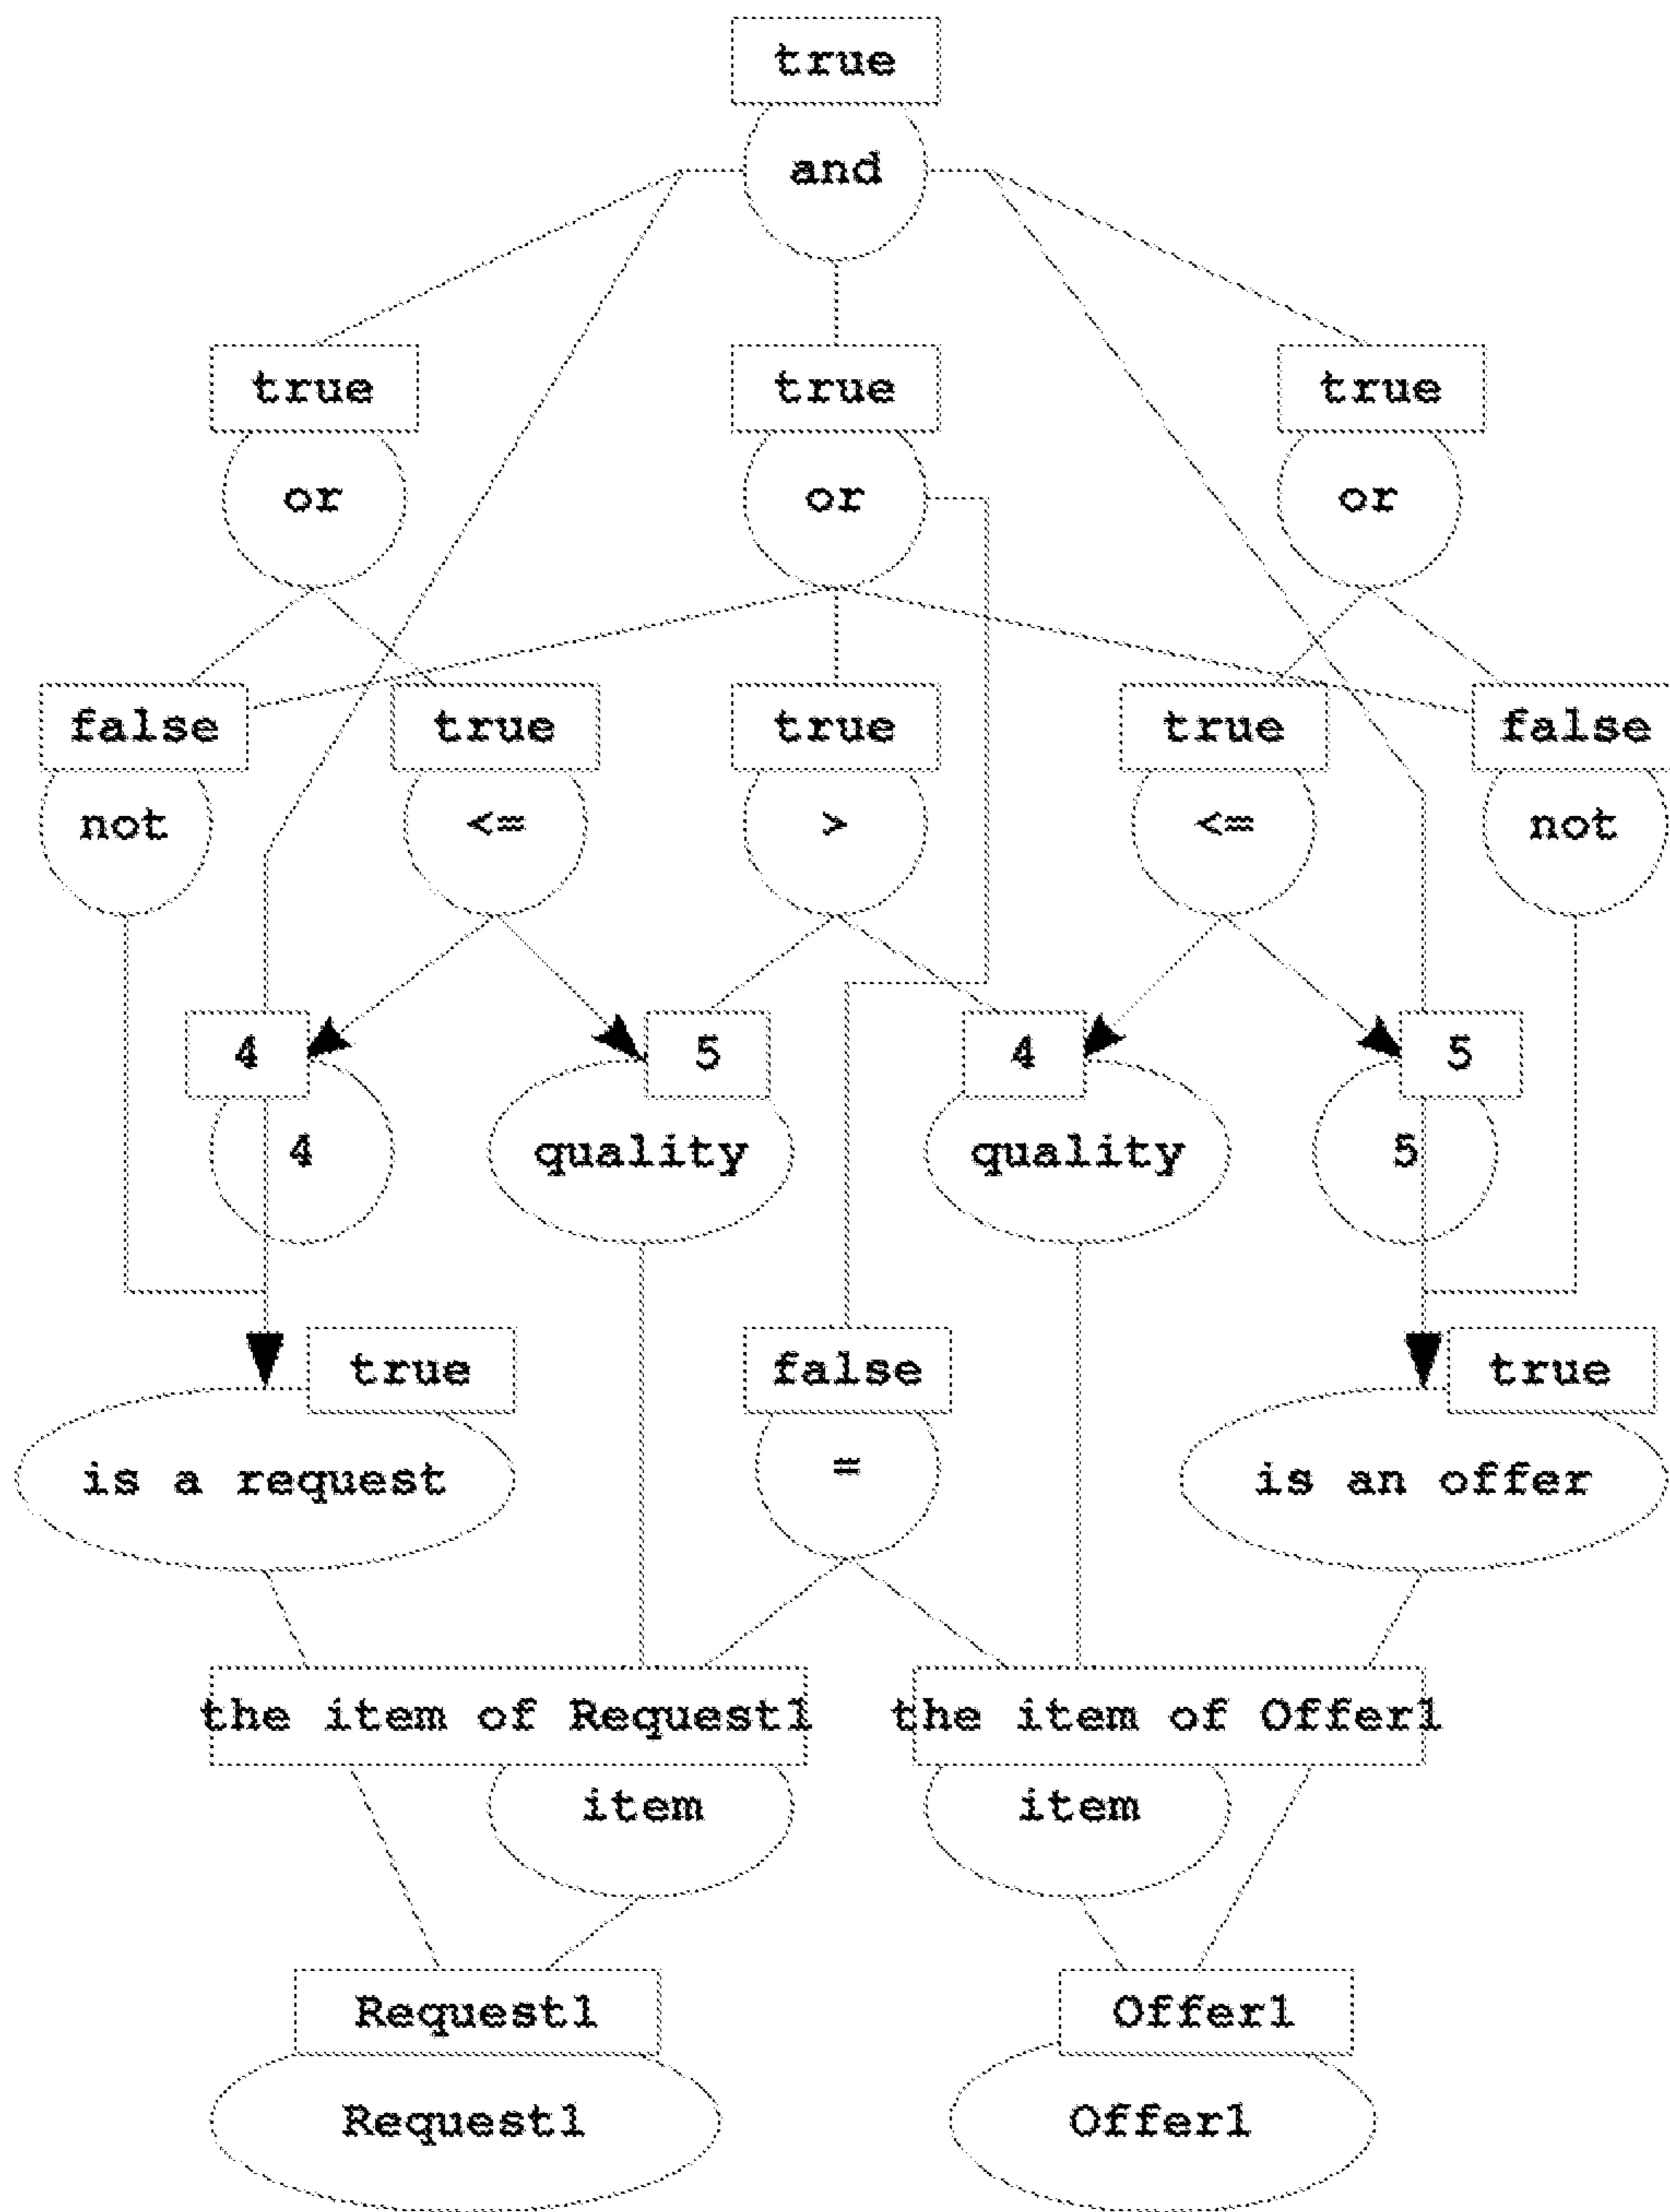 true
and
true true true
or or or
false true true true false
not <= > <= not
4 5 4 5
4 quality quality 5
true false true
is a request = is an offer
the item of Request1 the item of Offer1
item item
Request1 Offer1
Request1 Offer1